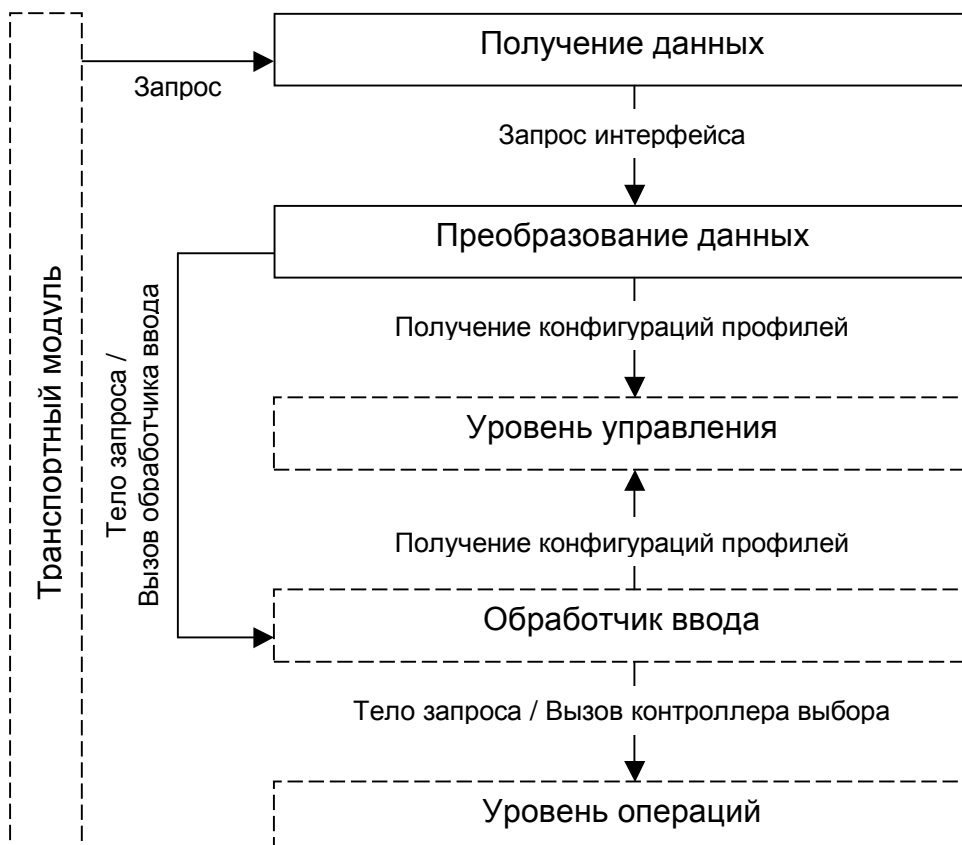 Транспортный модуль
Запрос
Получение данных
Запрос интерфейса
Преобразование данных
Тело запроса /
Вызов обработчика ввода
Получение конфигураций профилей
Уровень управления
Получение конфигураций профилей
Обработчик ввода
Тело запроса / Вызов контроллера выбора
Уровень операций